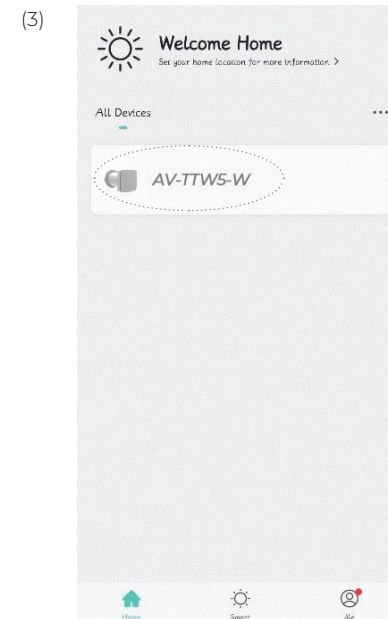 (3)
Welcome Home
Set your home location for more information >
All Devices
...
AV-TTW5-W
Home
Smart
Me